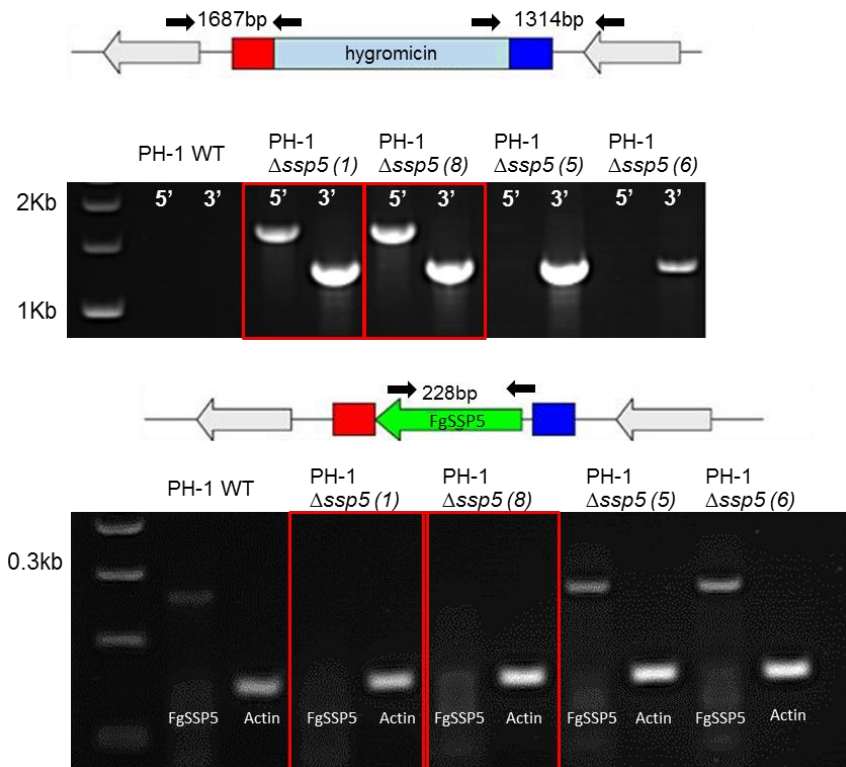 1687bp
1314bp
hygromicin
PH-1 WT
PH-1
Δssp5 (1)
PH-1
Δssp5 (8)
PH-1
Δssp5 (5)
PH-1
Δssp5 (6)
2Kb
5’ 3’ 5’ 3’ 5’ 3’ 5’ 3’ 5’ 3’
1Kb
228bp
FgSSP5
PH-1 WT
PH-1
Δssp5 (1)
PH-1
Δssp5 (8)
PH-1
Δssp5 (5)
PH-1
Δssp5 (6)
0.3kb
FgSSP5 Actin FgSSP5 Actin FgSSP5 Actin FgSSP5 Actin FgSSP5 Actin